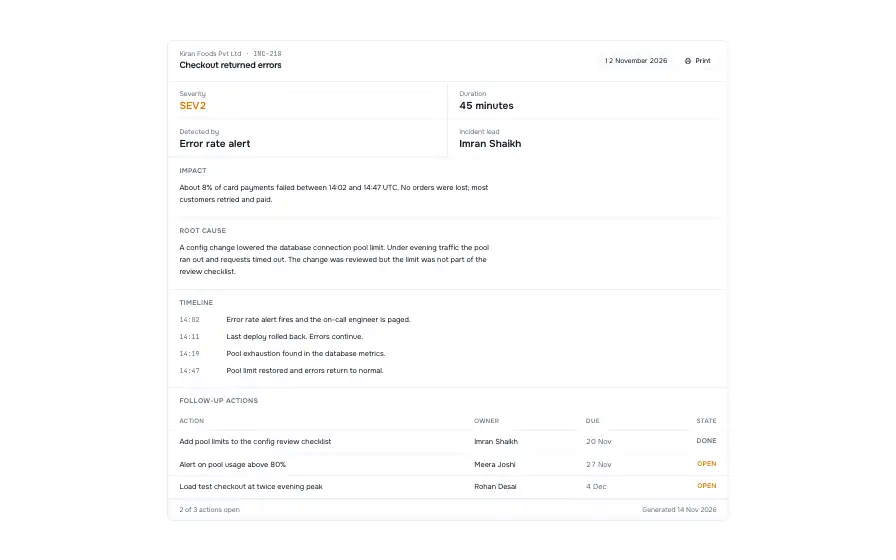 Kiran Foods Pvt Ltd · INC-218
Checkout returned errors
12 November 2026
Print
Severity
SEV2
Duration
45 minutes
Detected by
Error rate alert
Incident lead
Imran Shaikh
IMPACT
About 8% of card payments failed between 14:02 and 14:47 UTC. No orders were lost; most
customers retried and paid.
ROOT CAUSE
A config change lowered the database connection pool limit. Under evening traffic the pool
ran out and requests timed out. The change was reviewed but the limit was not part of the
review checklist.
TIMELINE
14:02 Error rate alert fires and the on-call engineer is paged.
14:11 Last deploy rolled back. Errors continue.
14:19 Pool exhaustion found in the database metrics.
14:47 Pool limit restored and errors return to normal.
FOLLOW-UP ACTIONS
ACTION OWNER DUE STATE
Add pool limits to the config review checklist Imran Shaikh 20 Nov DONE
Alert on pool usage above 80% Meera Joshi 27 Nov OPEN
Load test checkout at twice evening peak Rohan Desai 4 Dec OPEN
2 of 3 actions open
Generated 14 Nov 2026